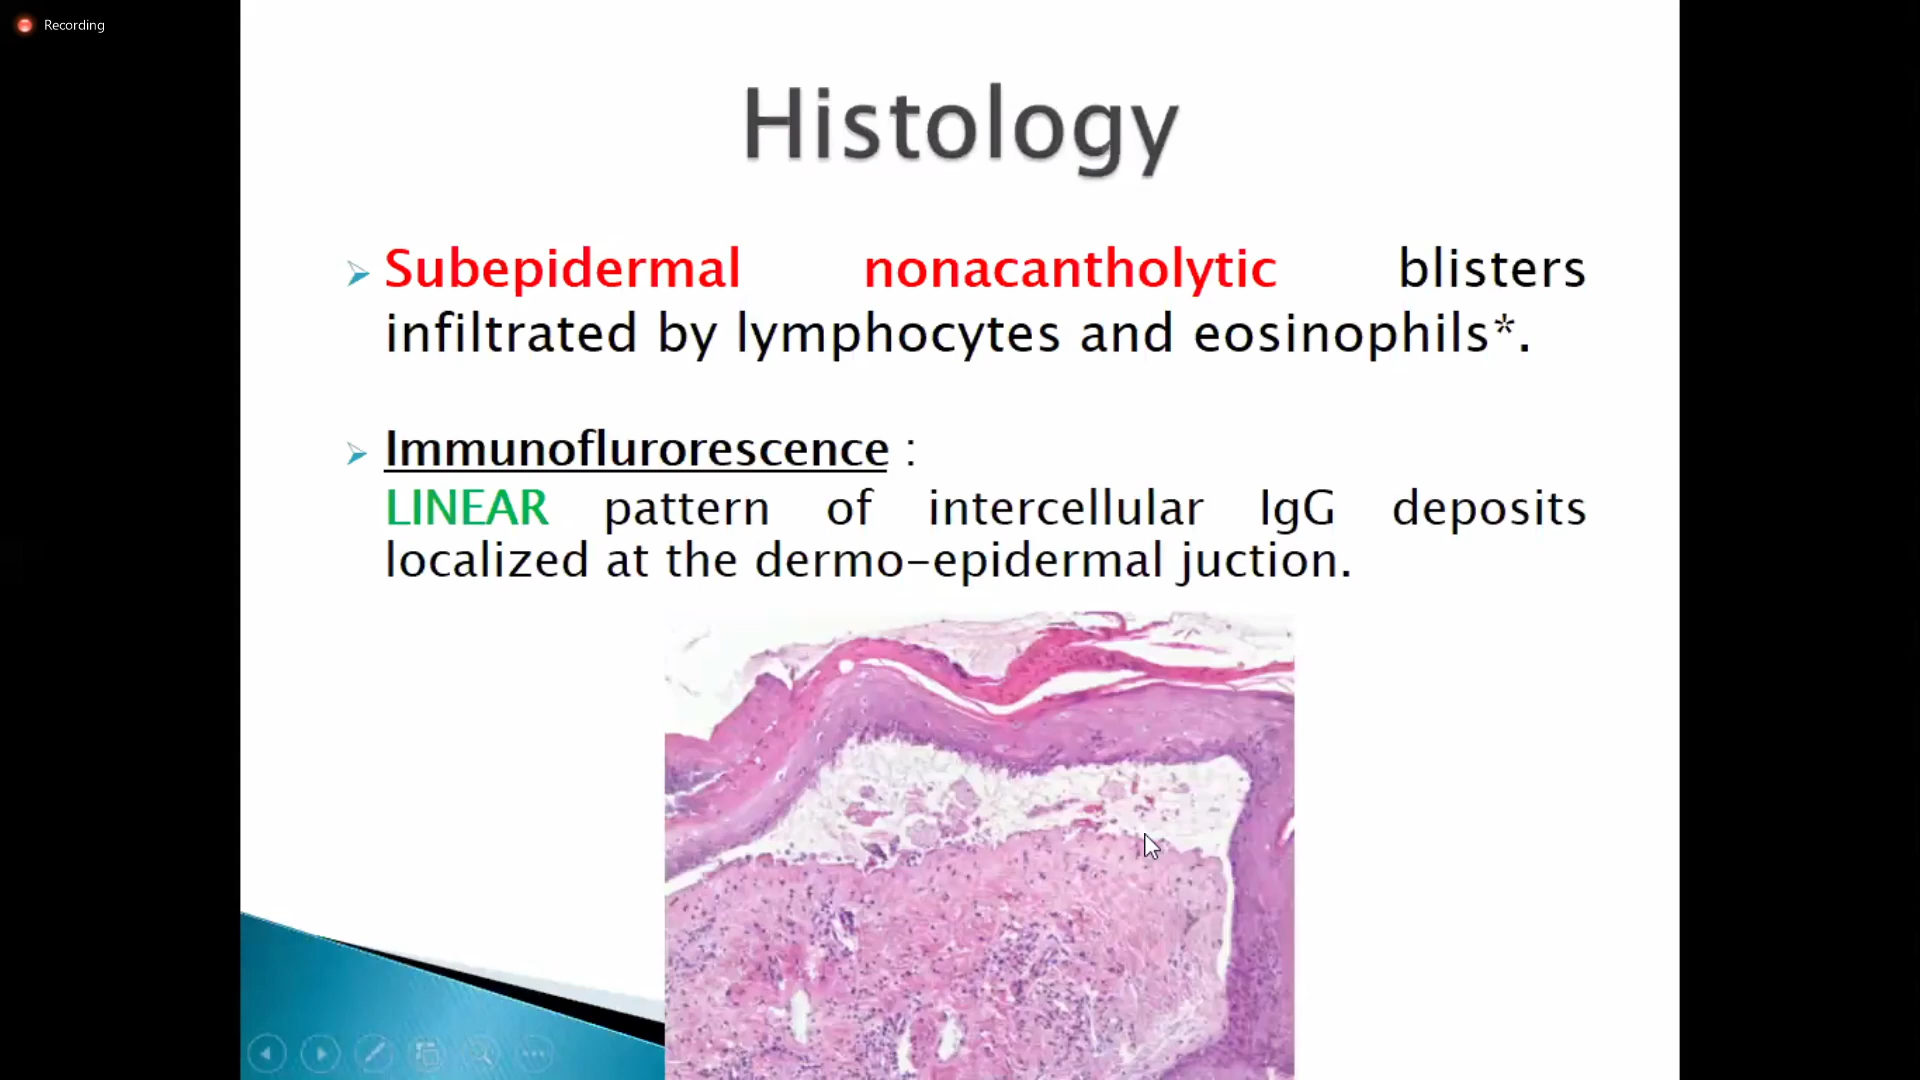 Recording
Histology
Subepidermal nonacantholytic blisters
infiltrated by lymphocytes and eosinophils*.
Immunoflurorescence :
LINEAR pattern of intercellular IgG deposits
localized at the dermo-epidermal juction.